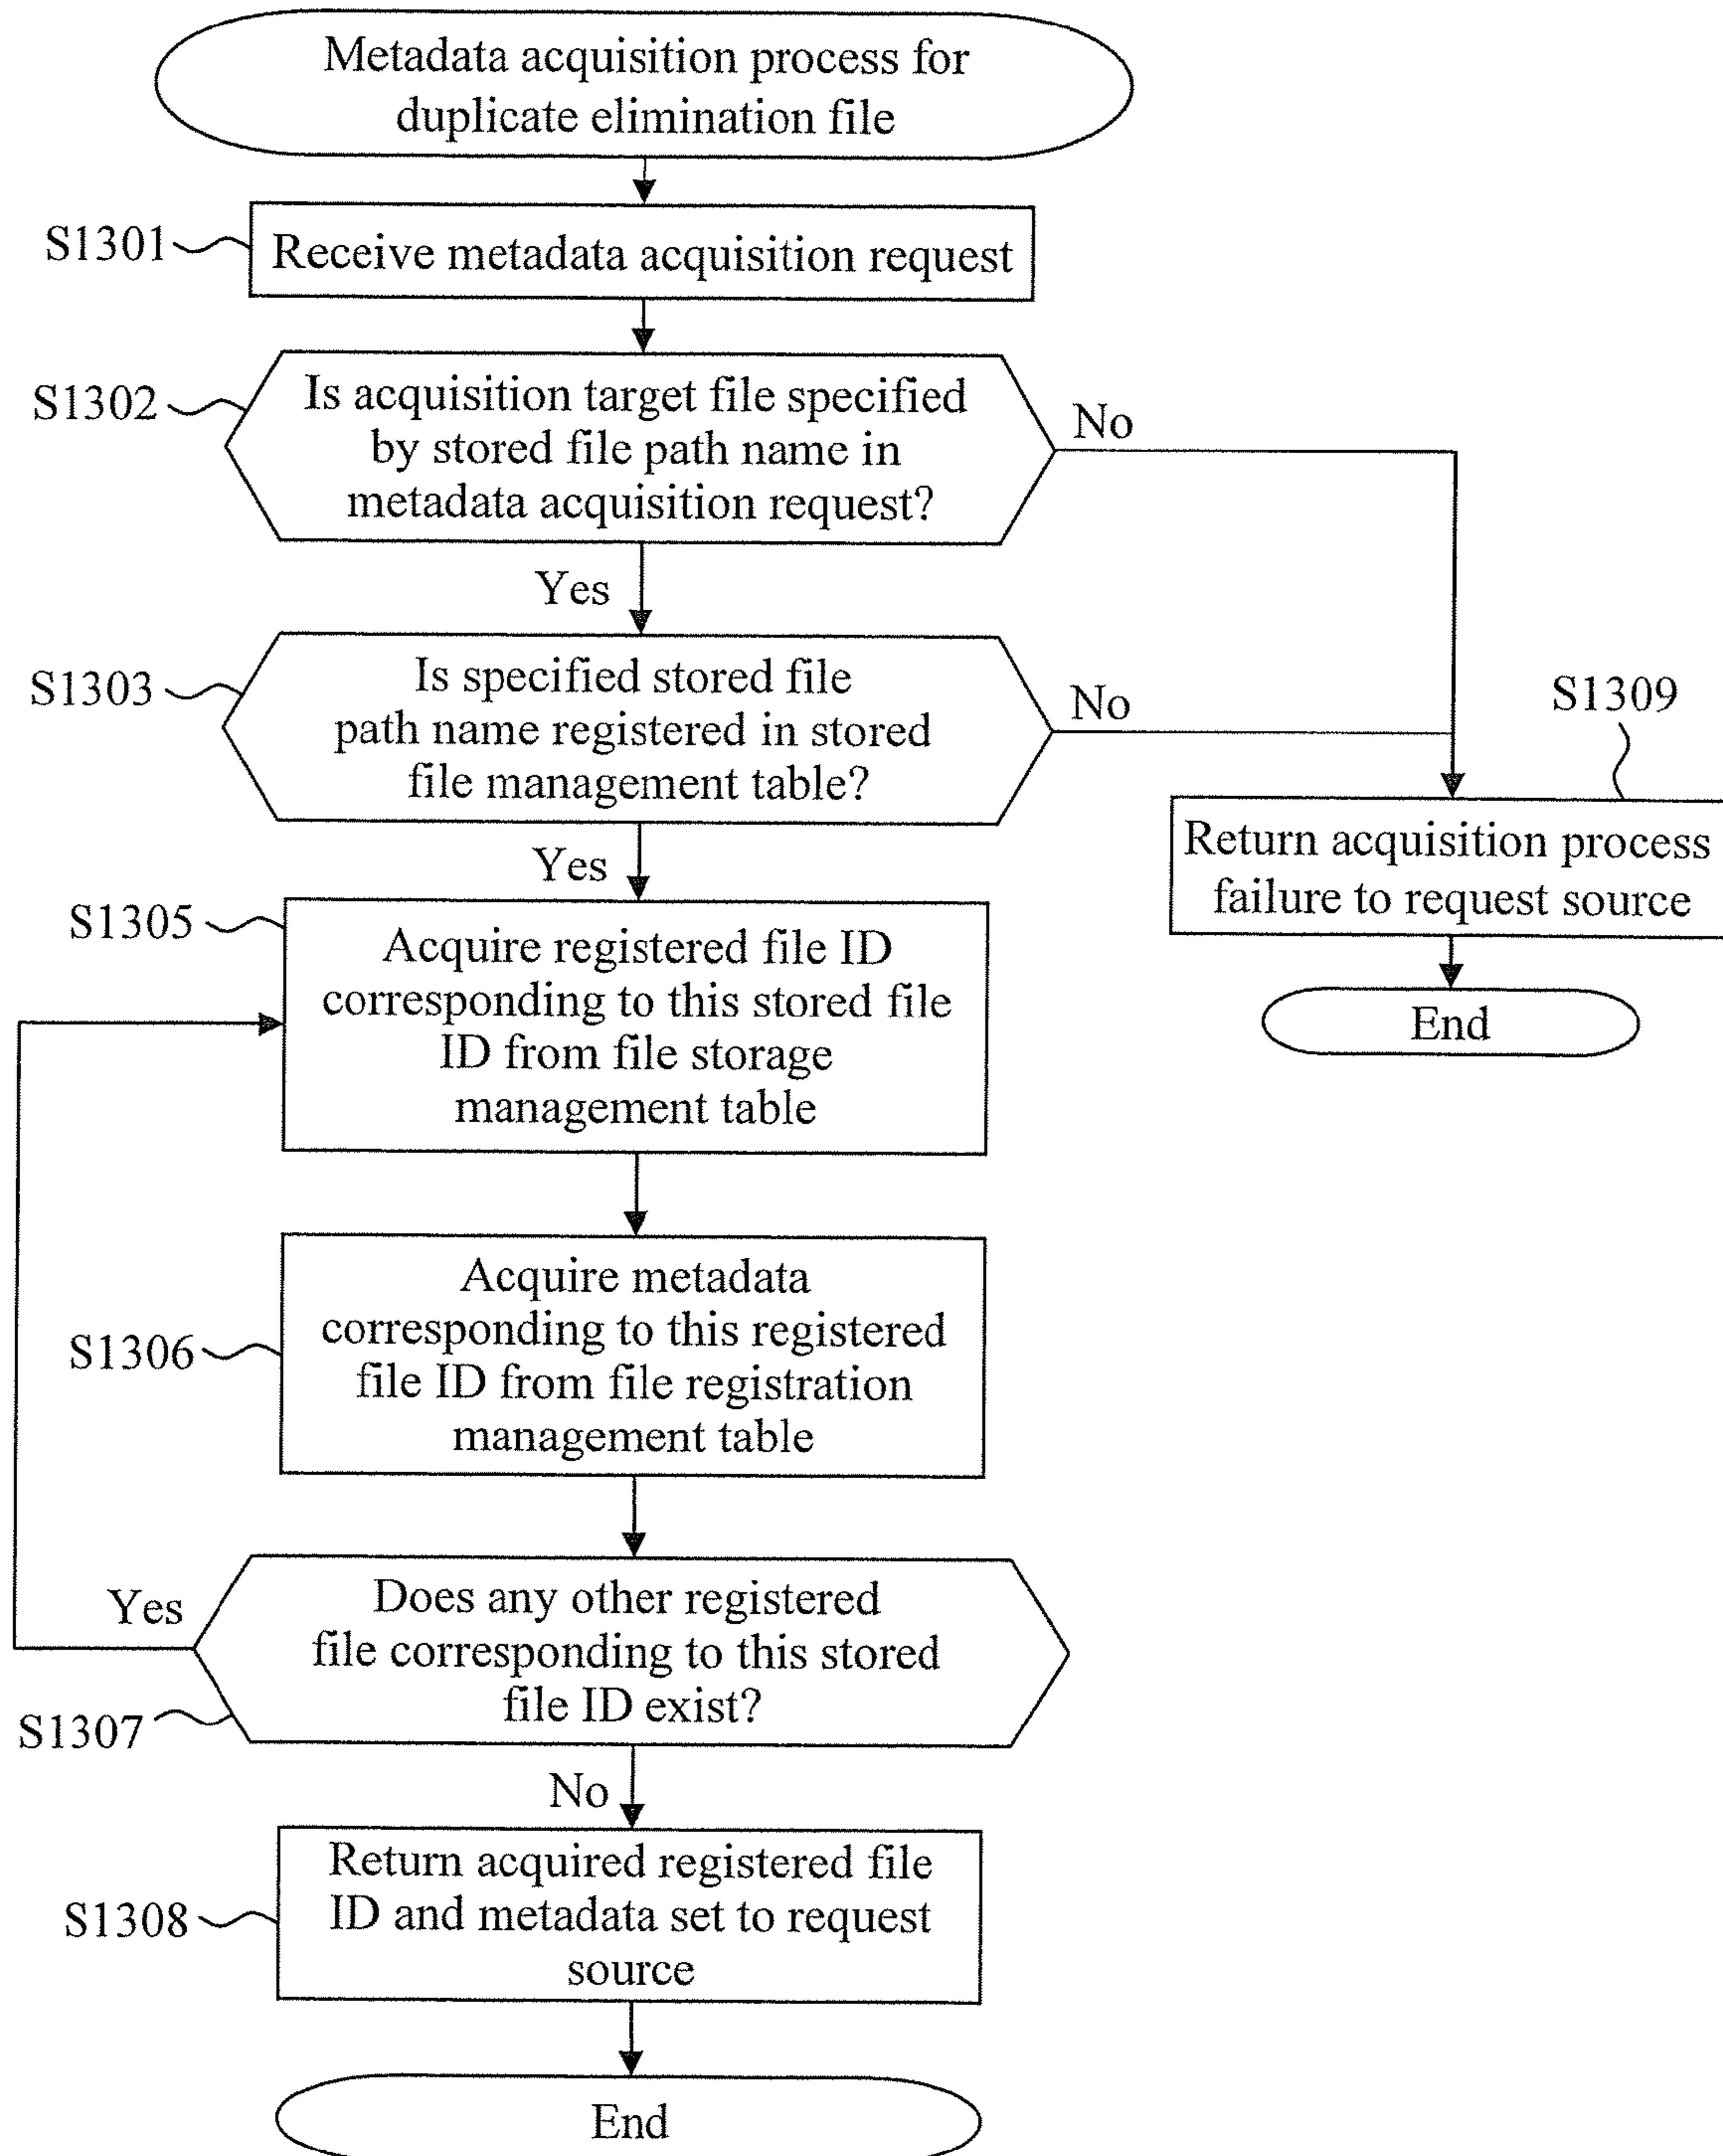 Metadata acquisition process for
duplicate elimination file
S1301
Receive metadata acquisition request
S1302
Is acquisition target file specified
by stored file path name in
metadata acquisition request?
No
Yes
S1303
Is specified stored file
path name registered in stored
file management table?
No
S1309
Return acquisition process
failure to request source
End
Yes
S1305
Acquire registered file ID
corresponding to this stored file
ID from file storage
management table
S1306
Acquire metadata
corresponding to this registered
file ID from file registration
management table
Yes
S1307
Does any other registered
file corresponding to this stored
file ID exist?
No
S1308
Return acquired registered file
ID and metadata set to request
source
End